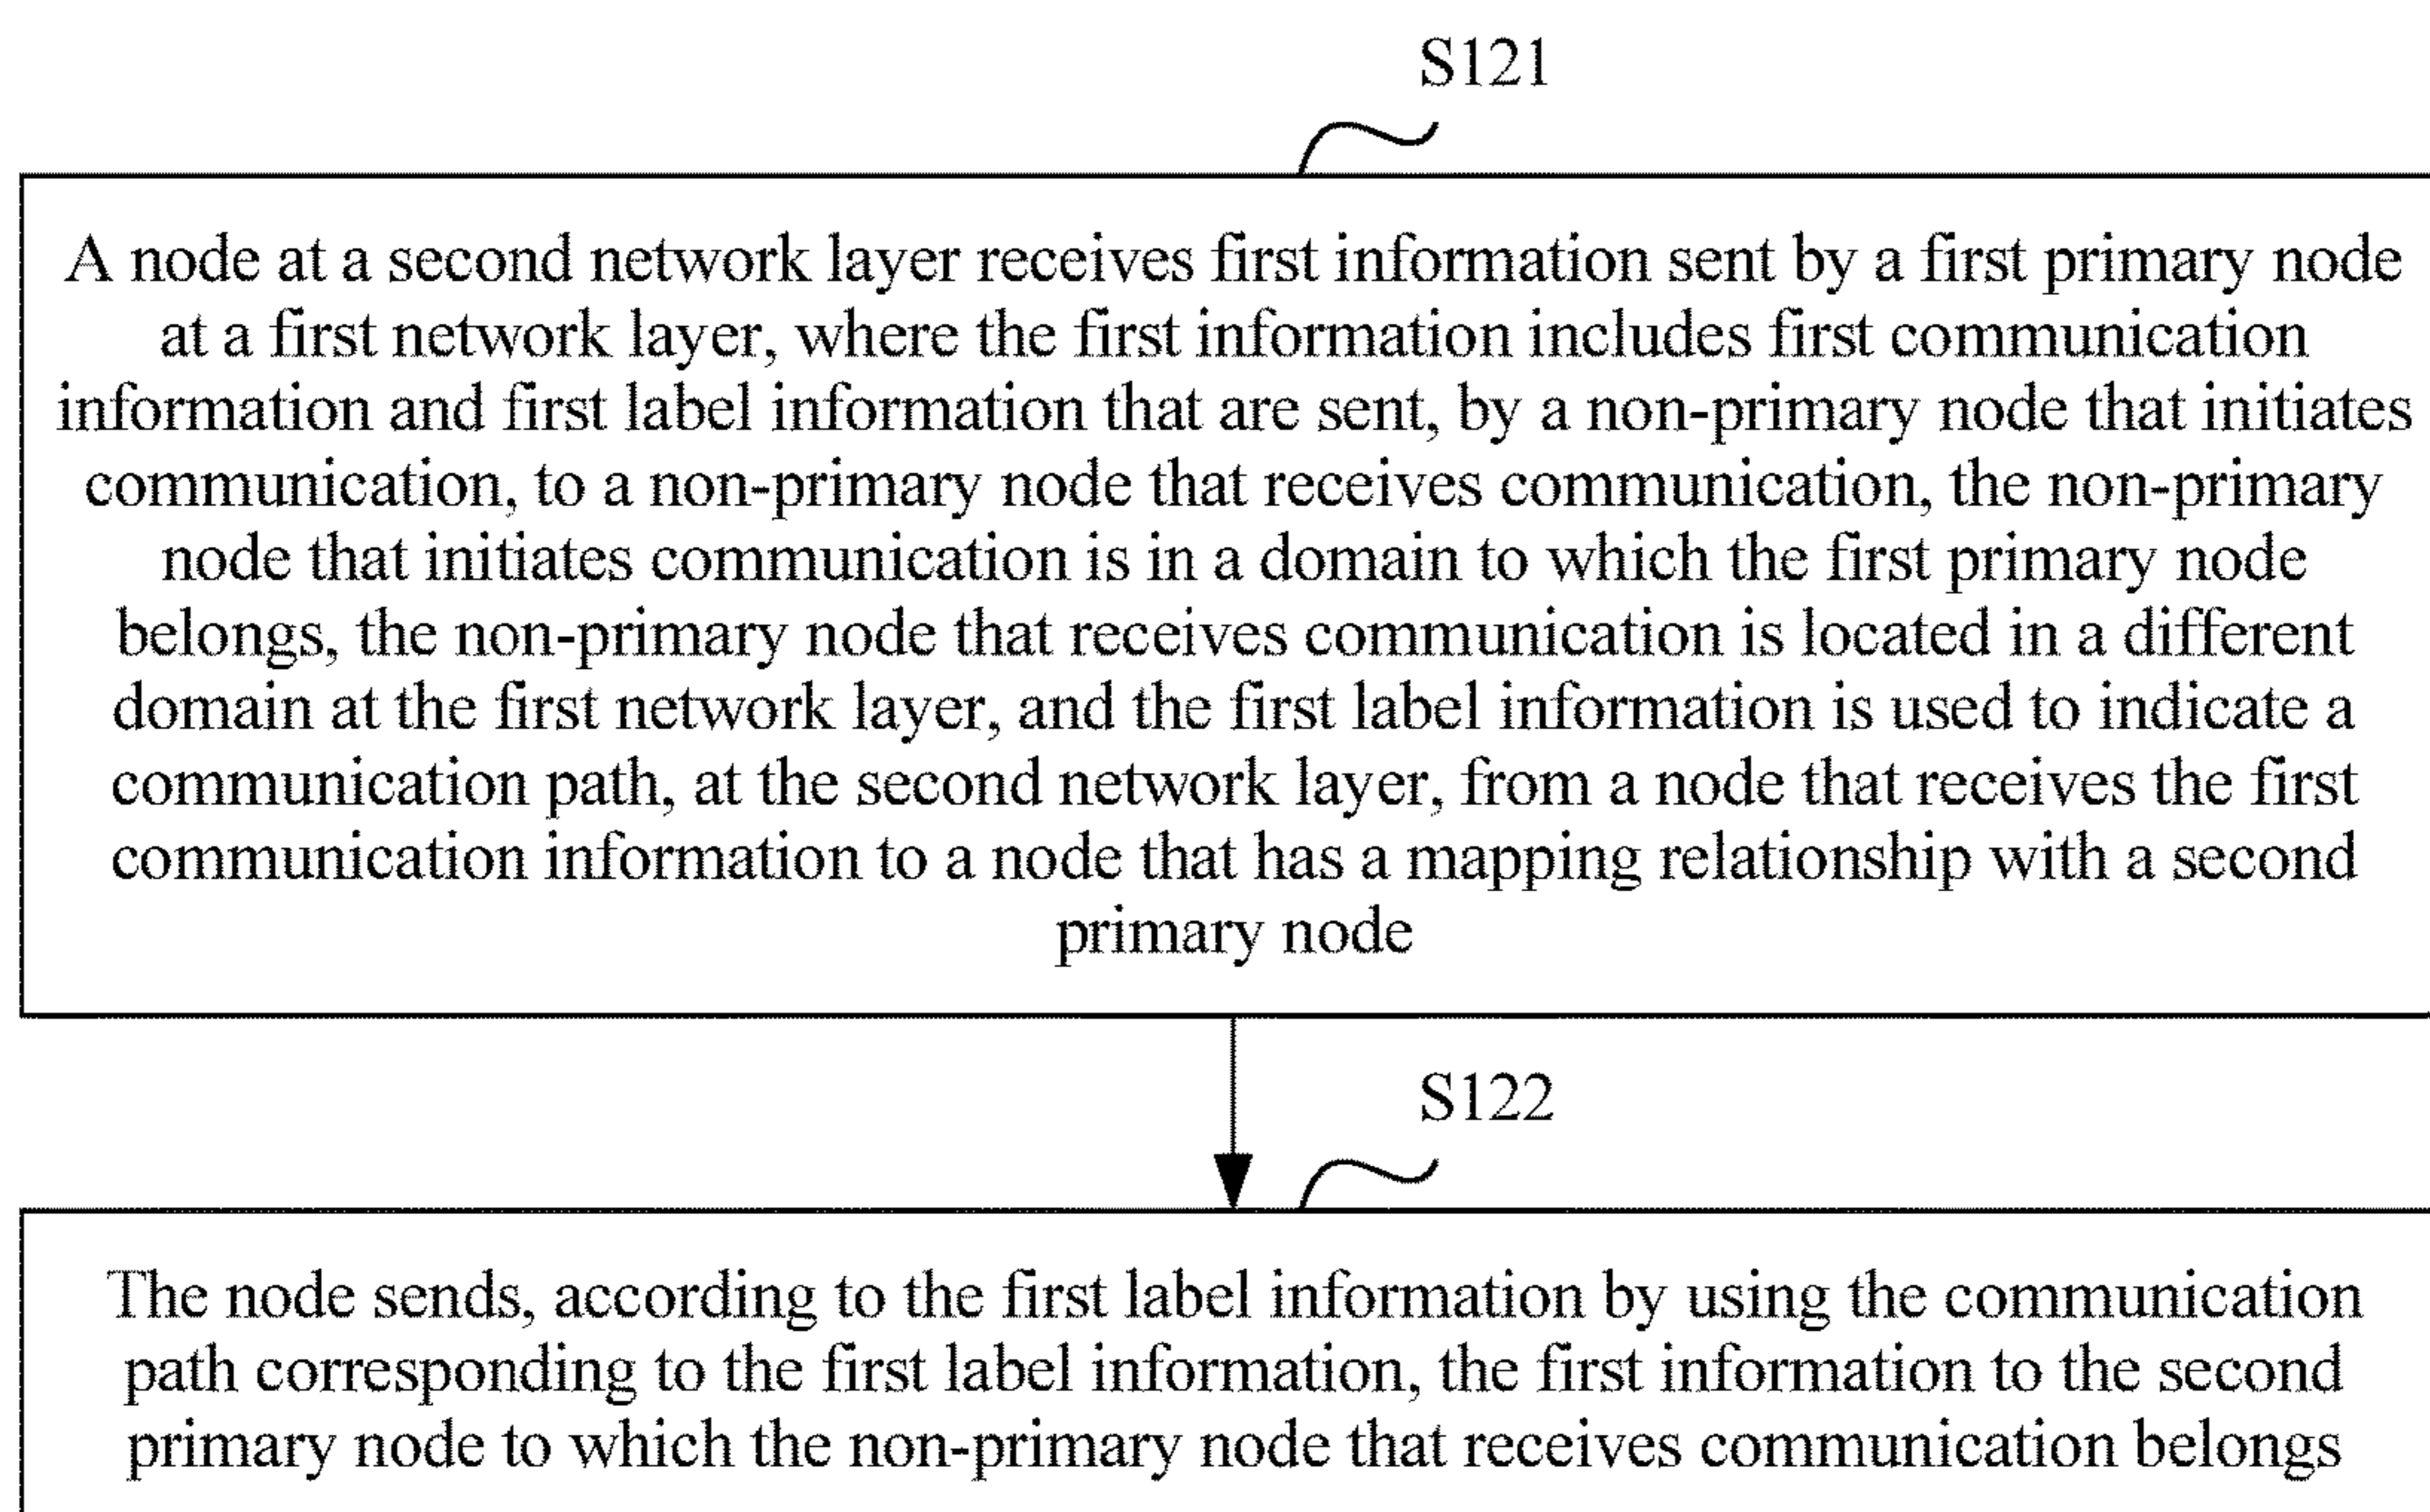 S121
A node at a second network layer receives first information sent by a first primary node
at a first network layer, where the first information includes first communication
information and first label information that are sent, by a non-primary node that initiates
communication, to a non-primary node that receives communication, the non-primary
node that initiates communication is in a domain to which the first primary node
belongs, the non-primary node that receives communication is located in a different
domain at the first network layer, and the first label information is used to indicate a
communication path, at the second network layer, from a node that receives the first
communication information to a node that has a mapping relationship with a second
primary node
S122
The node sends, according to the first label information by using the communication
path corresponding to the first label information, the first information to the second
primary node to which the non-primary node that receives communication belongs